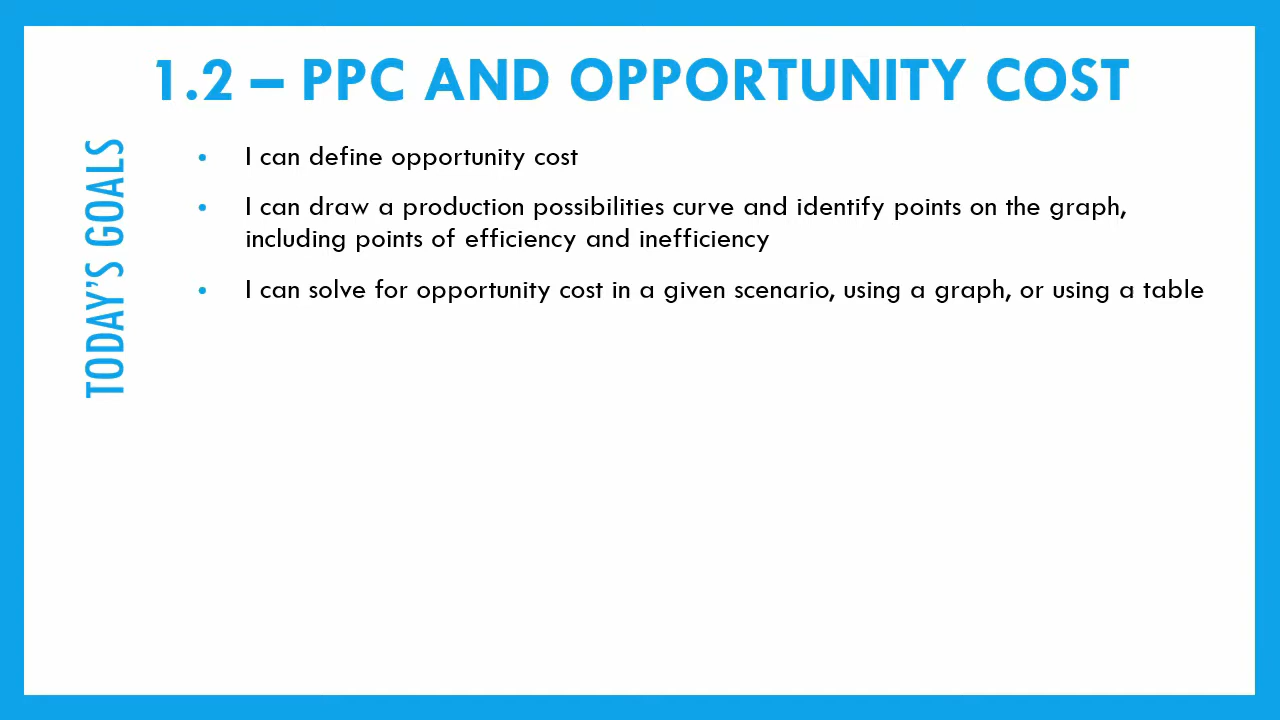 1.2 – PPC AND OPPORTUNITY COST
TODAY'S GOALS
• I can define opportunity cost
• I can draw a production possibilities curve and identify points on the graph,
including points of efficiency and inefficiency
• I can solve for opportunity cost in a given scenario, using a graph, or using a table